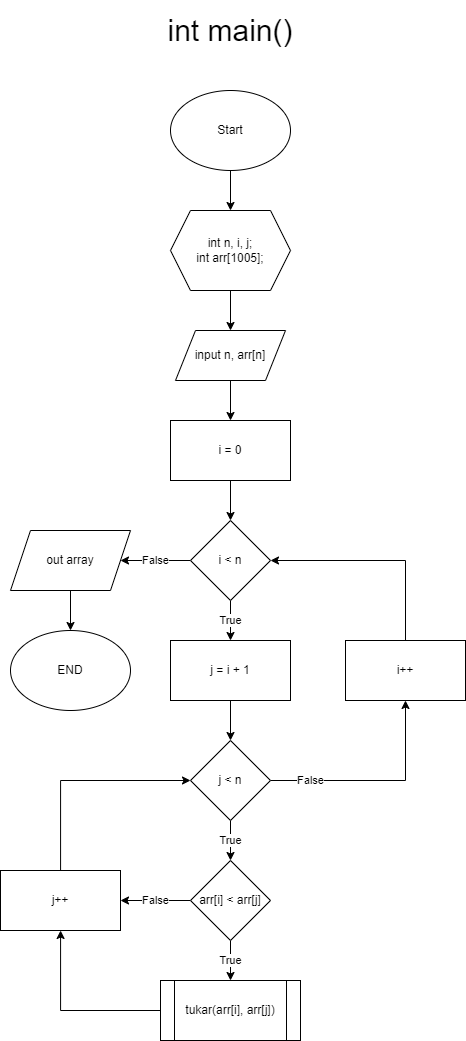 int main()
Start
int n, i, j;
int arr[1005];
input n, arr[n]
i = 0
i < n
False
out array
END
True
j = i + 1
i++
j < n
False
True
arr[i] < arr[j]
False
j++
True
tukar(arr[i], arr[j])